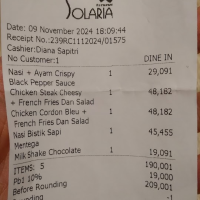 SOLARIA
Date: 09 November 2024 18:09:44
Receipt No.:239RC1112024/01575
Cashier:Diana Sapitri
No Customer:1 DINE IN
Nasi + Ayam Crispy 1 29,091
Black Pepper Sauce
Chicken Steak Cheesy 1 48,182
+ French Fries Dan Salad
Chicken Cordon Bleu + 1 48,182
French Fries Dan Salad
Nasi Bistik Sapi 1 45,455
Mentega
Milk Shake Chocolate 1 19,091
ITEMS: 5 190,001
Pb1 10% 19,000
Before Rounding 209,001
Rounding -1